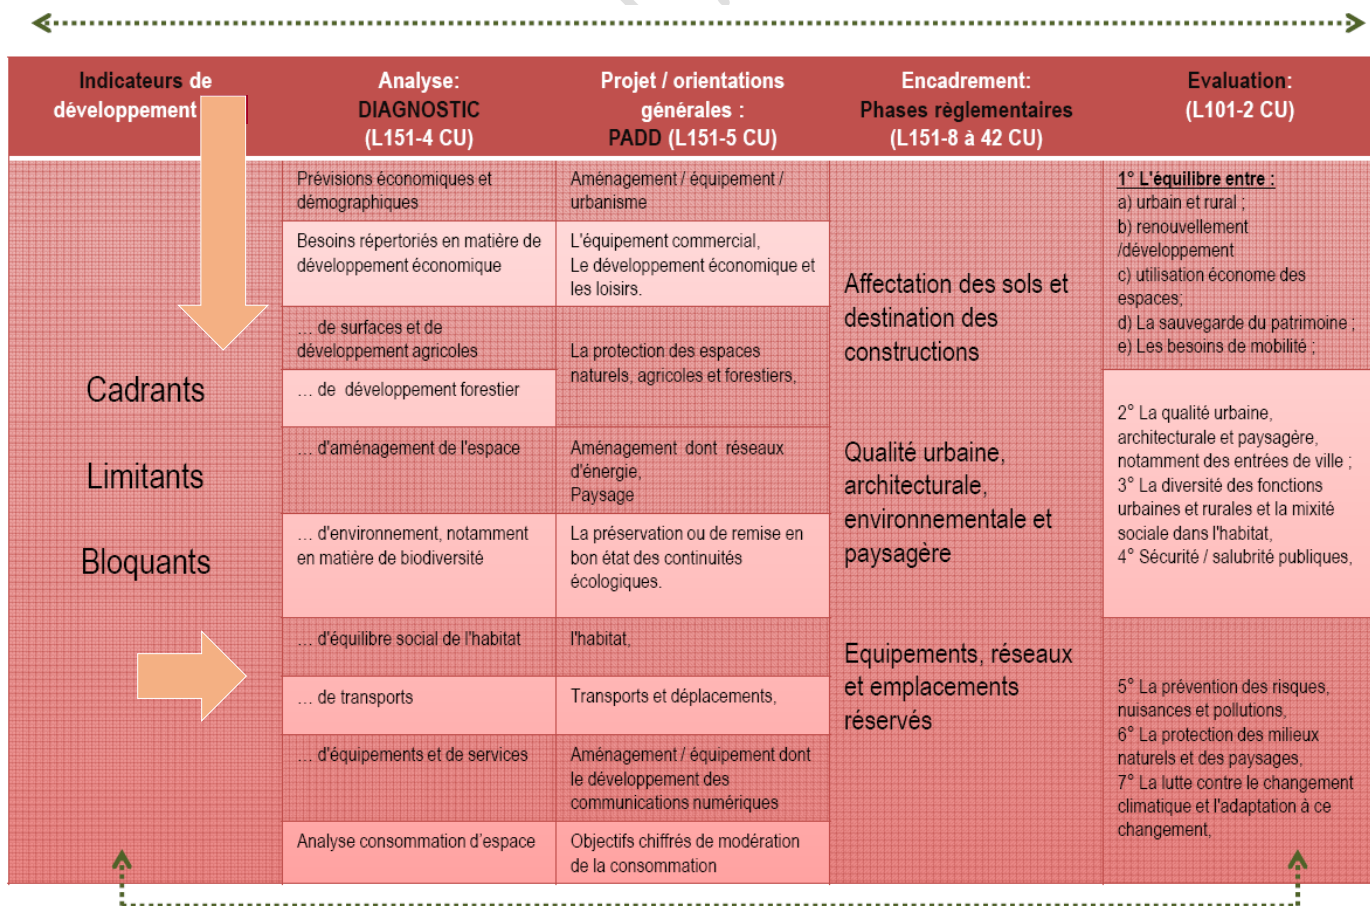 Indicateurs de
développement
Analyse:
DIAGNOSTIC
(L151-4 CU)
Projet / orientations
générales :
PADD (L151-5 CU)
Encadrement:
Phases règlementaires
(L151-8 à 42 CU)
Evaluation:
(L101-2 CU)
Cadrants
Limitants
Bloquants
Prévisions économiques et
démographiques
Besoins répertoriés en matière de
développement économique
… de surfaces et de
développement agricoles
… de développement forestier
… d'aménagement de l'espace
… d'environnement, notamment
en matière de biodiversité
… d'équilibre social de l'habitat
… de transports
… d'équipements et de services
Analyse consommation d'espace
Aménagement / équipement /
urbanisme
L'équipement commercial,
Le développement économique et
les loisirs.
La protection des espaces
naturels, agricoles et forestiers,
Aménagement dont réseaux
d'énergie,
Paysage
La préservation ou de remise en
bon état des continuités
écologiques.
l'habitat,
Transports et déplacements,
Aménagement / équipement dont
le développement des
communications numériques
Objectifs chiffrés de modération
de la consommation
Affectation des sols et
destination des
constructions
Qualité urbaine,
architecturale,
environnementale et
paysagère
Equipements, réseaux
et emplacements
réservés
1° L'équilibre entre :
a) urbain et rural ;
b) renouvellement
/développement
c) utilisation économe des
espaces;
d) La sauvegarde du patrimoine ;
e) Les besoins de mobilité ;
2° La qualité urbaine,
architecturale et paysagère,
notamment des entrées de ville ;
3° La diversité des fonctions
urbaines et rurales et la mixité
sociale dans l'habitat,
4° Sécurité / salubrité publiques,
5° La prévention des risques,
nuisances et pollutions,
6° La protection des milieux
naturels et des paysages,
7° La lutte contre le changement
climatique et l'adaptation à ce
changement,